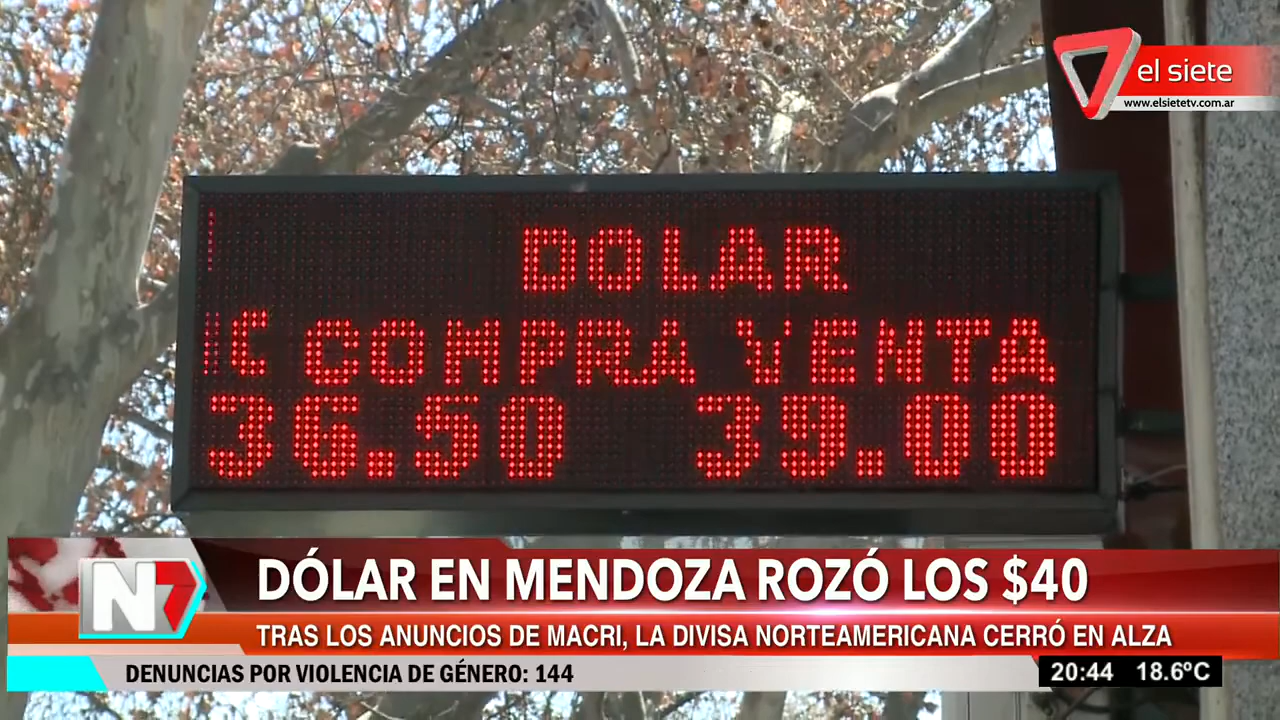 el siete
www.elsietetv.com.ar
DOLAR
C COMPRA VENTA
36.50 39.00
N7
DÓLAR EN MENDOZA ROZÓ LOS $40
TRAS LOS ANUNCIOS DE MACRI, LA DIVISA NORTEAMERICANA CERRÓ EN ALZA
DENUNCIAS POR VIOLENCIA DE GÉNERO: 144
20:44 18.6ºC